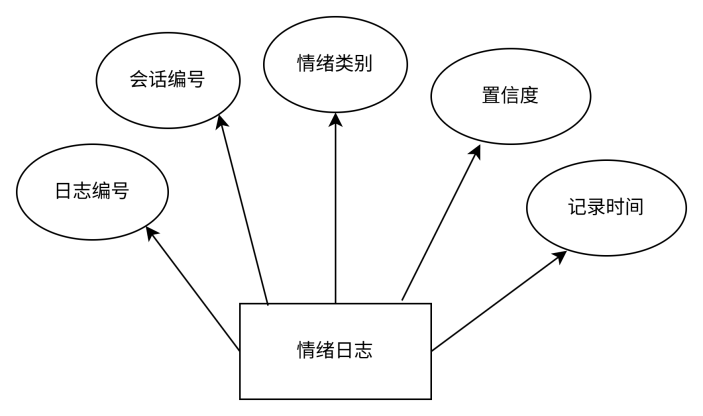 情绪类别
会话编号
置信度
日志编号
记录时间
情绪日志